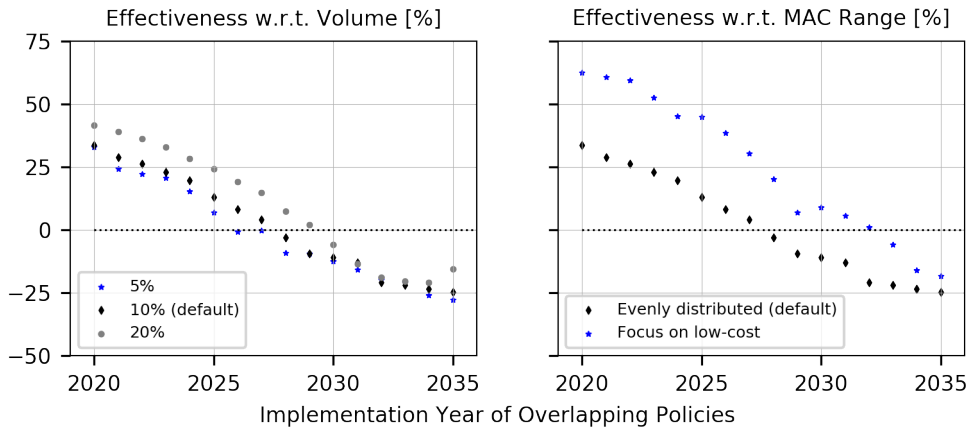 Effectiveness w.r.t. Volume [%]
Effectiveness w.r.t. MAC Range [%]
75
50
25
0
−25
−50
5%
10% (default)
20%
Evenly distributed (default)
Focus on low-cost
2020 2025 2030 2035
2020 2025 2030 2035
Implementation Year of Overlapping Policies